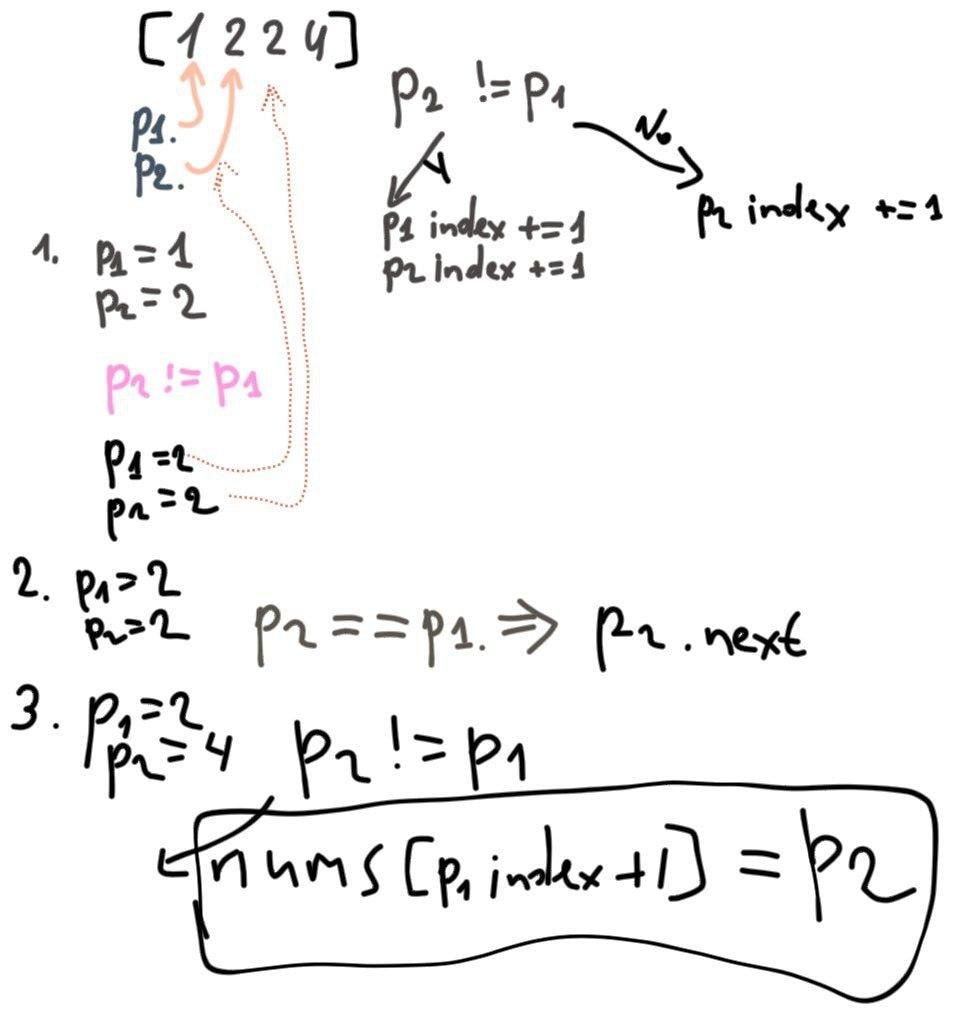 [1 2 2 4]
p1.
p2.
p2 != p1
No
Y
p1 index +=1
p2 index +=1
p2 index +=1
1. p1 = 1
p2 = 2
p2 != p1
p1 =2
p2 =2
2. p1=2
p2=2
p2 == p1. ⇒ p2.next
3. p1=2
p2=4
p2 != p1
nums[p1 index+1] = p2